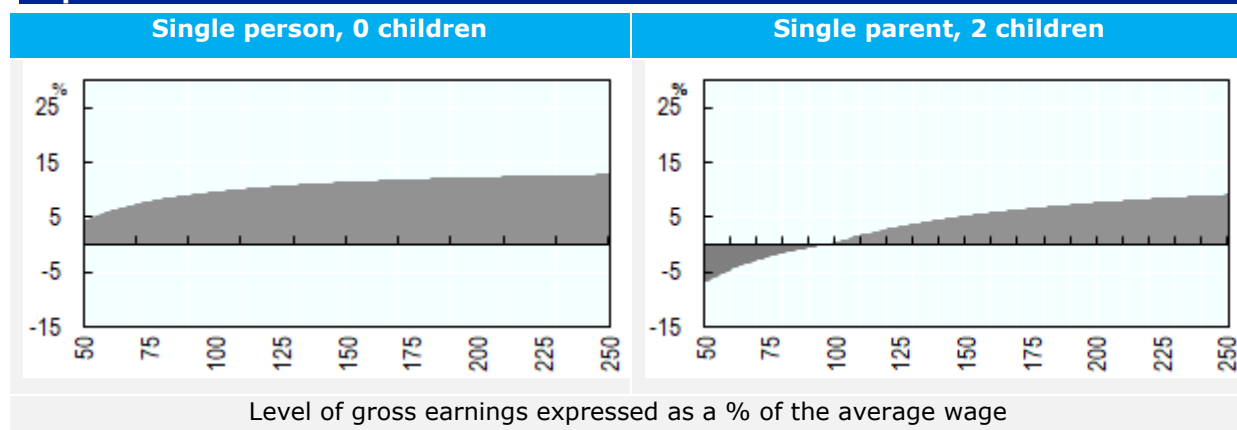 Single person, 0 children
Single parent, 2 children
%
25
15
5
-5
-15
50 75 100 125 150 175 200 225 250
%
25
15
5
-5
-15
50 75 100 125 150 175 200 225 250
Level of gross earnings expressed as a % of the average wage